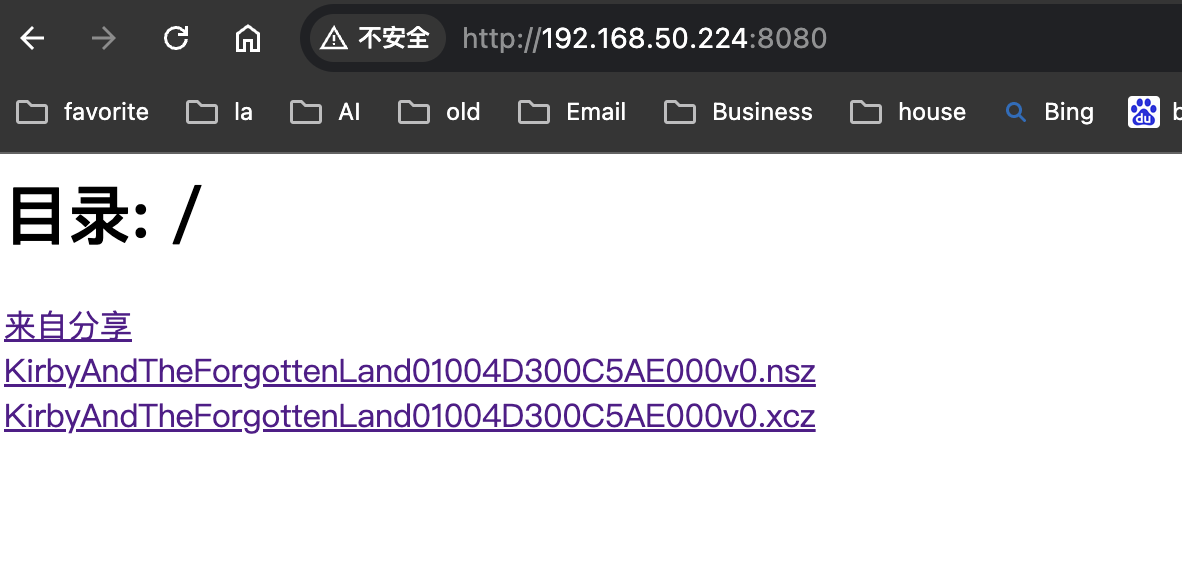 不安全 http://192.168.50.224:8080
favorite la AI old Email Business house Bing du
目录: /
来自分享
KirbyAndTheForgottenLand01004D300C5AE000v0.nsz
KirbyAndTheForgottenLand01004D300C5AE000v0.xcz